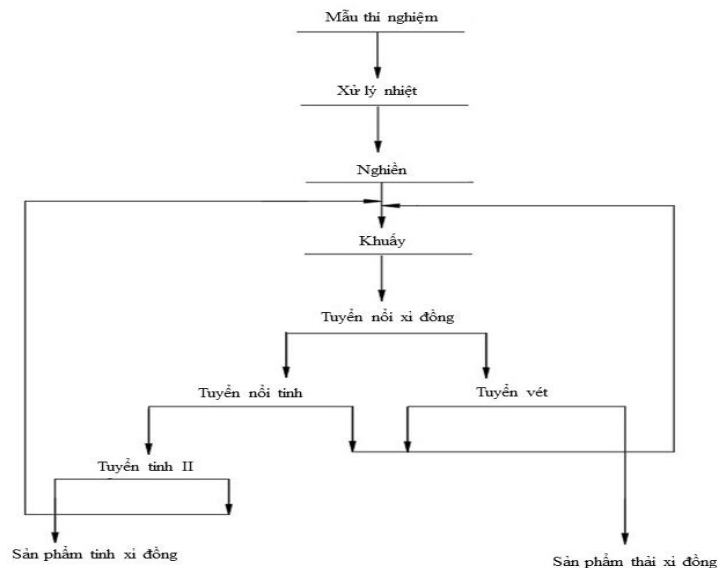 Mẫu thí nghiệm
Xử lý nhiệt
Nghiền
Khuấy
Tuyển nổi xỉ đồng
Tuyển nổi tinh
Tuyển vét
Tuyển tinh II
Sản phẩm tinh xỉ đồng
Sản phẩm thải xỉ đồng